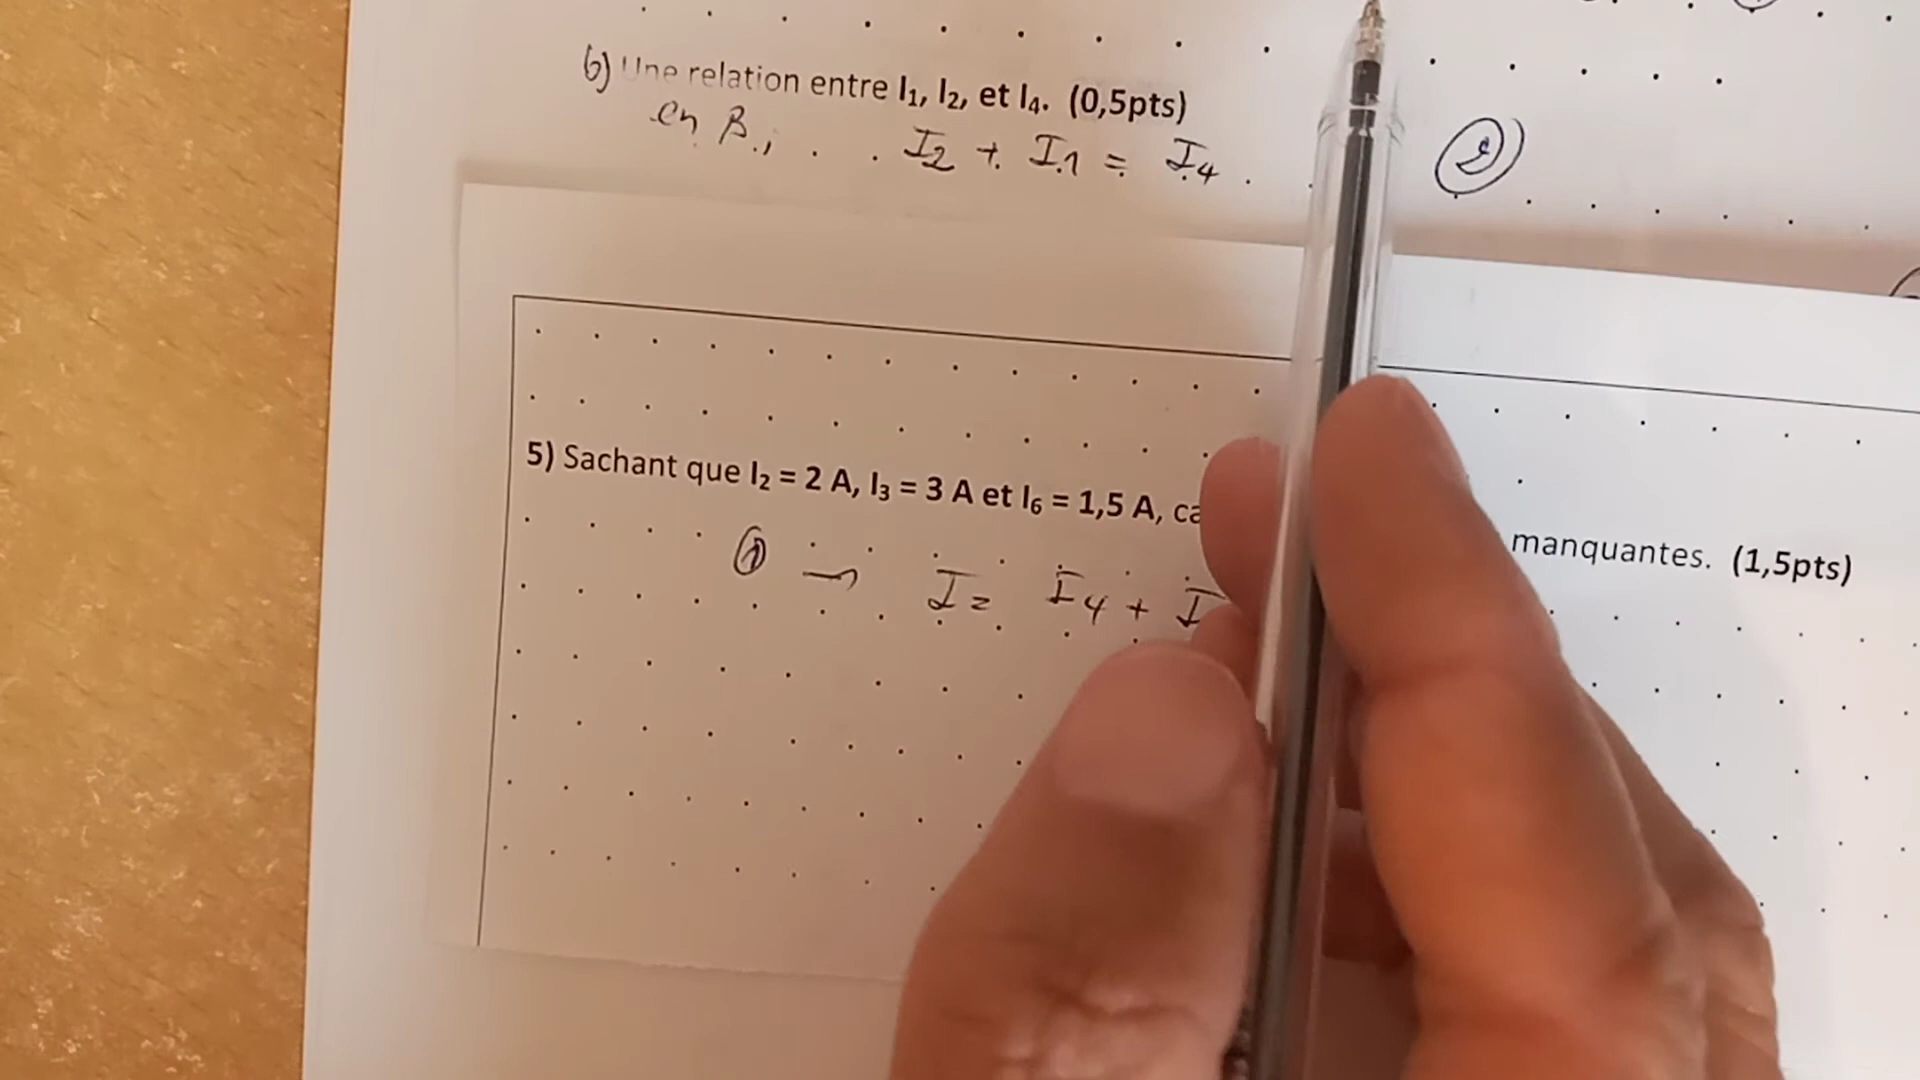 b) Une relation entre I₁, I₂, et I₄. (0,5pts)
en B, I₂ + I₁ = I₄ ②
5) Sachant que I₂ = 2 A, I₃ = 3 A et I₆ = 1,5 A, manquantes. (1,5pts)
① I = I₄ + I